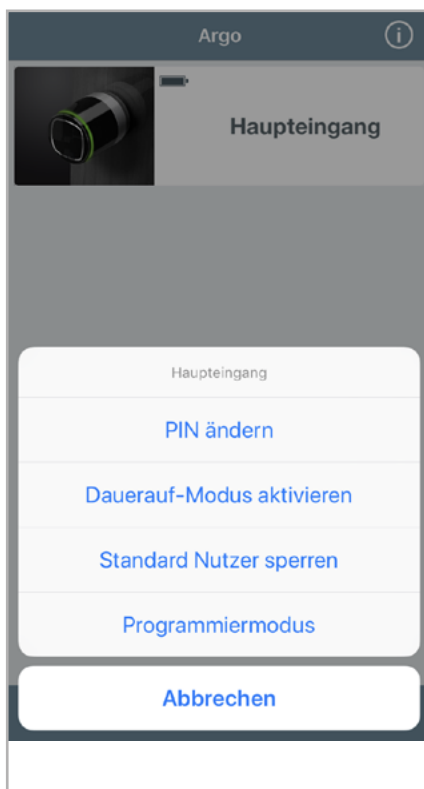 Argo
Haupteingang
Haupteingang
PIN ändern
Dauerauf-Modus aktivieren
Standard Nutzer sperren
Programmiermodus
Abbrechen